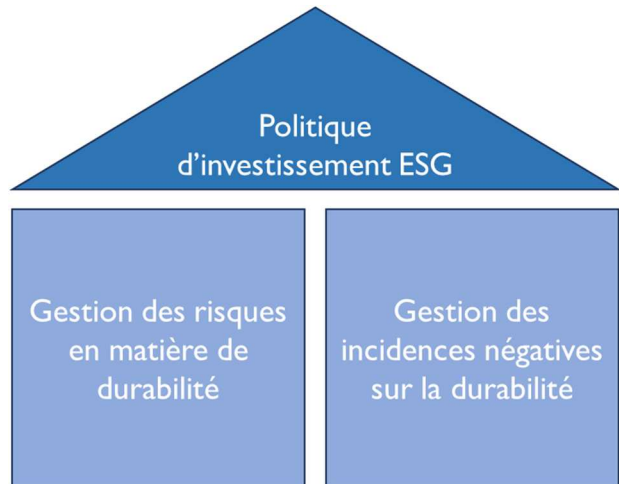 Politique
d'investissement ESG
Gestion des risques
en matière de
durabilité
Gestion des
incidences négatives
sur la durabilité